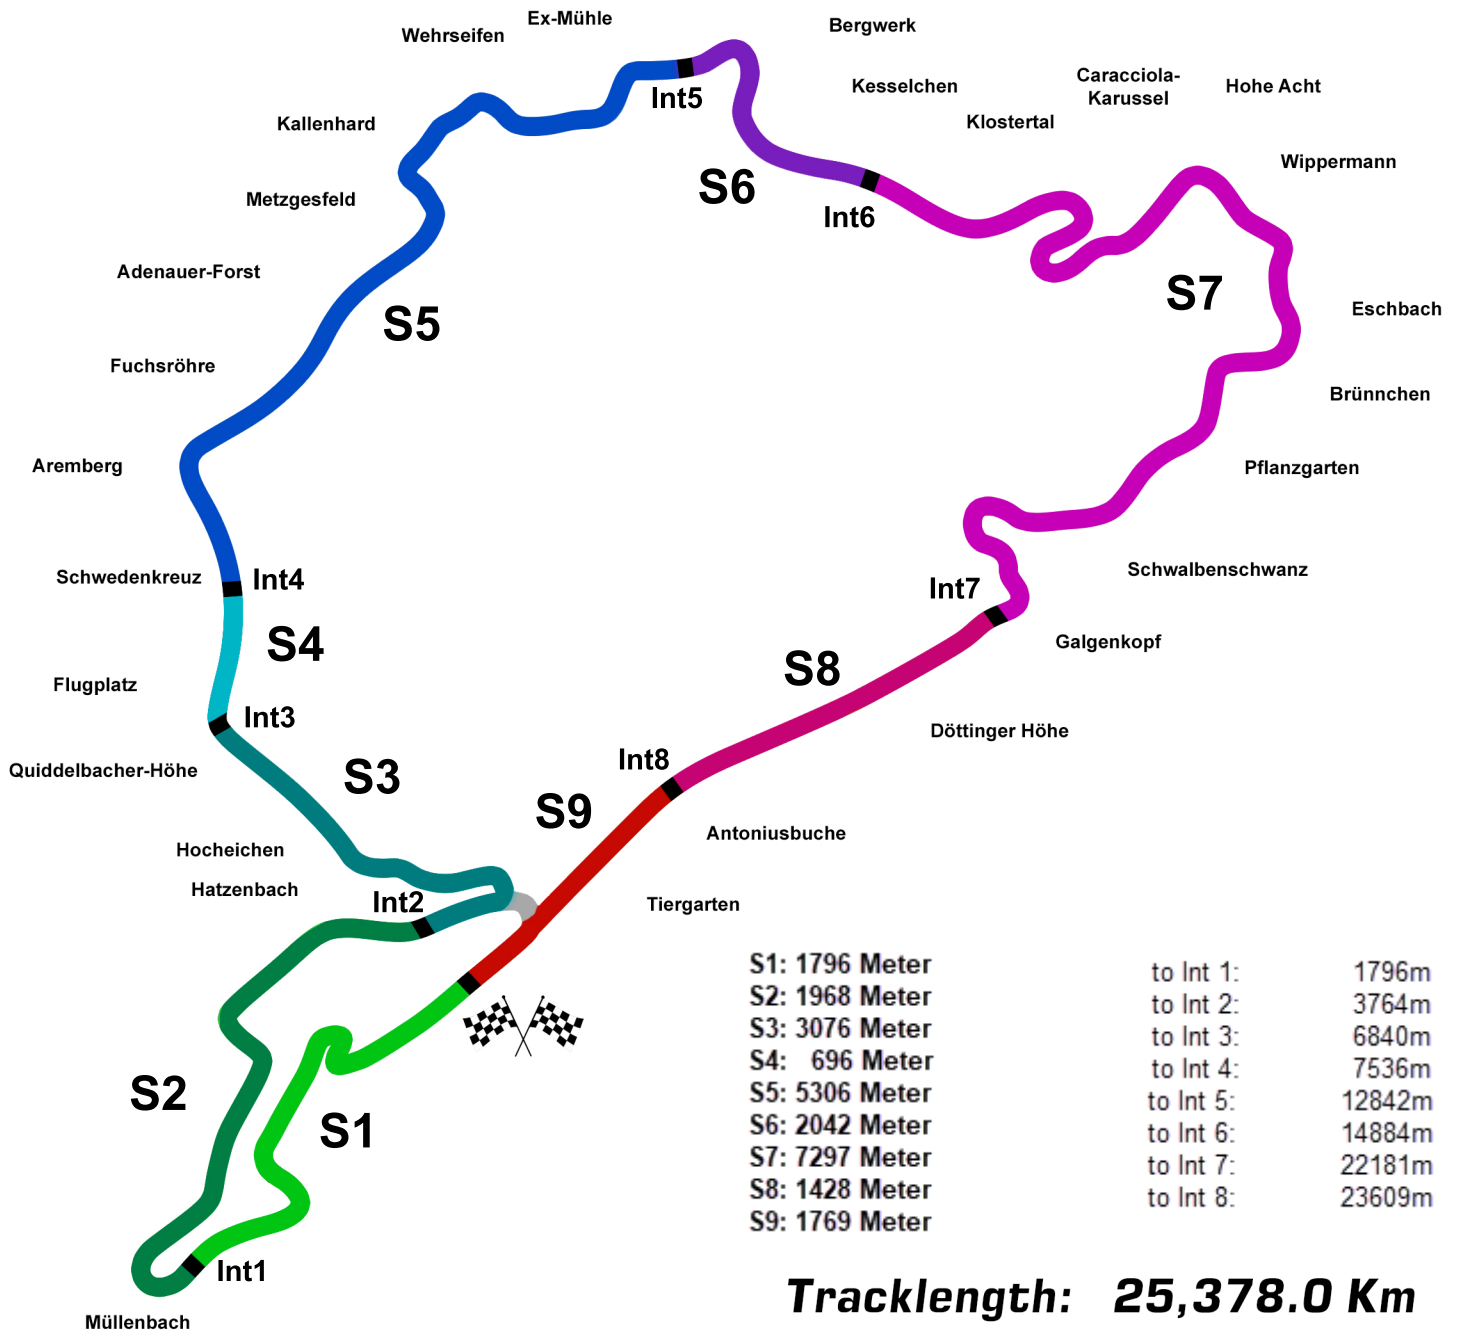 Ex-Mühle
Bergwerk
Wehrseifen
Caracciola-
Karussel
Kesselchen
Hohe Acht
Int5
Klostertal
Kallenhard
Wippermann
S6
Metzgesfeld
Int6
Adenauer-Forst
S7
Eschbach
S5
Fuchsröhre
Brünnchen
Aremberg
Pflanzgarten
Schwalbenschwanz
Schwedenkreuz
Int4
Int7
S4
Galgenkopf
S8
Flugplatz
Int3
Döttinger Höhe
Quiddelbacher-Höhe
S3
Int8
S9
Antoniusbuche
Hocheichen
Hatzenbach
Int2
Tiergarten
S2
S1
Int1
Müllenbach
S1: 1796 Meter
S2: 1968 Meter
S3: 3076 Meter
S4: 696 Meter
S5: 5306 Meter
S6: 2042 Meter
S7: 7297 Meter
S8: 1428 Meter
S9: 1769 Meter
to Int 1: 1796m
to Int 2: 3764m
to Int 3: 6840m
to Int 4: 7536m
to Int 5: 12842m
to Int 6: 14884m
to Int 7: 22181m
to Int 8: 23609m
Tracklength: 25,378.0 Km